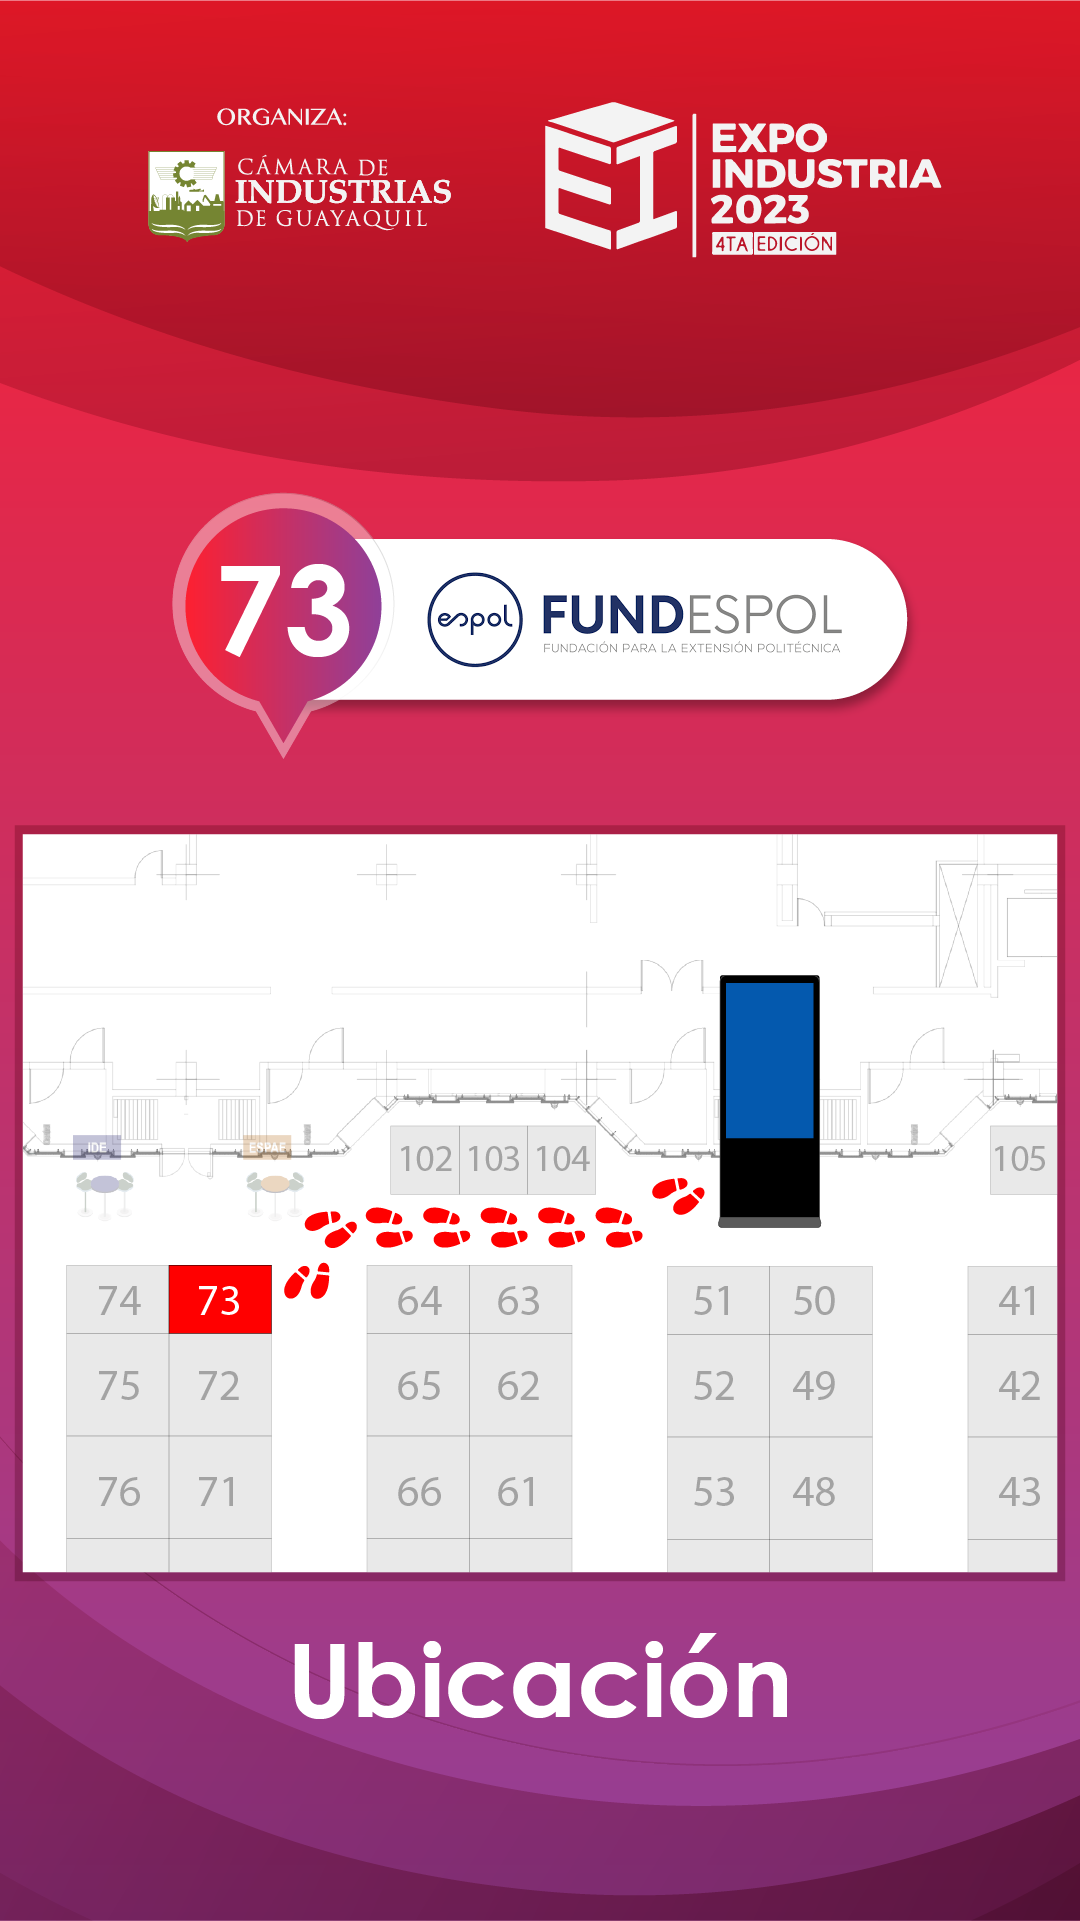 ORGANIZA:
CÁMARA DE
INDUSTRIAS
DE GUAYAQUIL
EI
EXPO
INDUSTRIA
2023
4TA EDICIÓN
73
espol
FUNDESPOL
FUNDACIÓN PARA LA EXTENSIÓN POLITÉCNICA
IDE
ESPAE
102 103 104
105
74 73 64 63 51 50 41
75 72 65 62 52 49 42
76 71 66 61 53 48 43
Ubicación